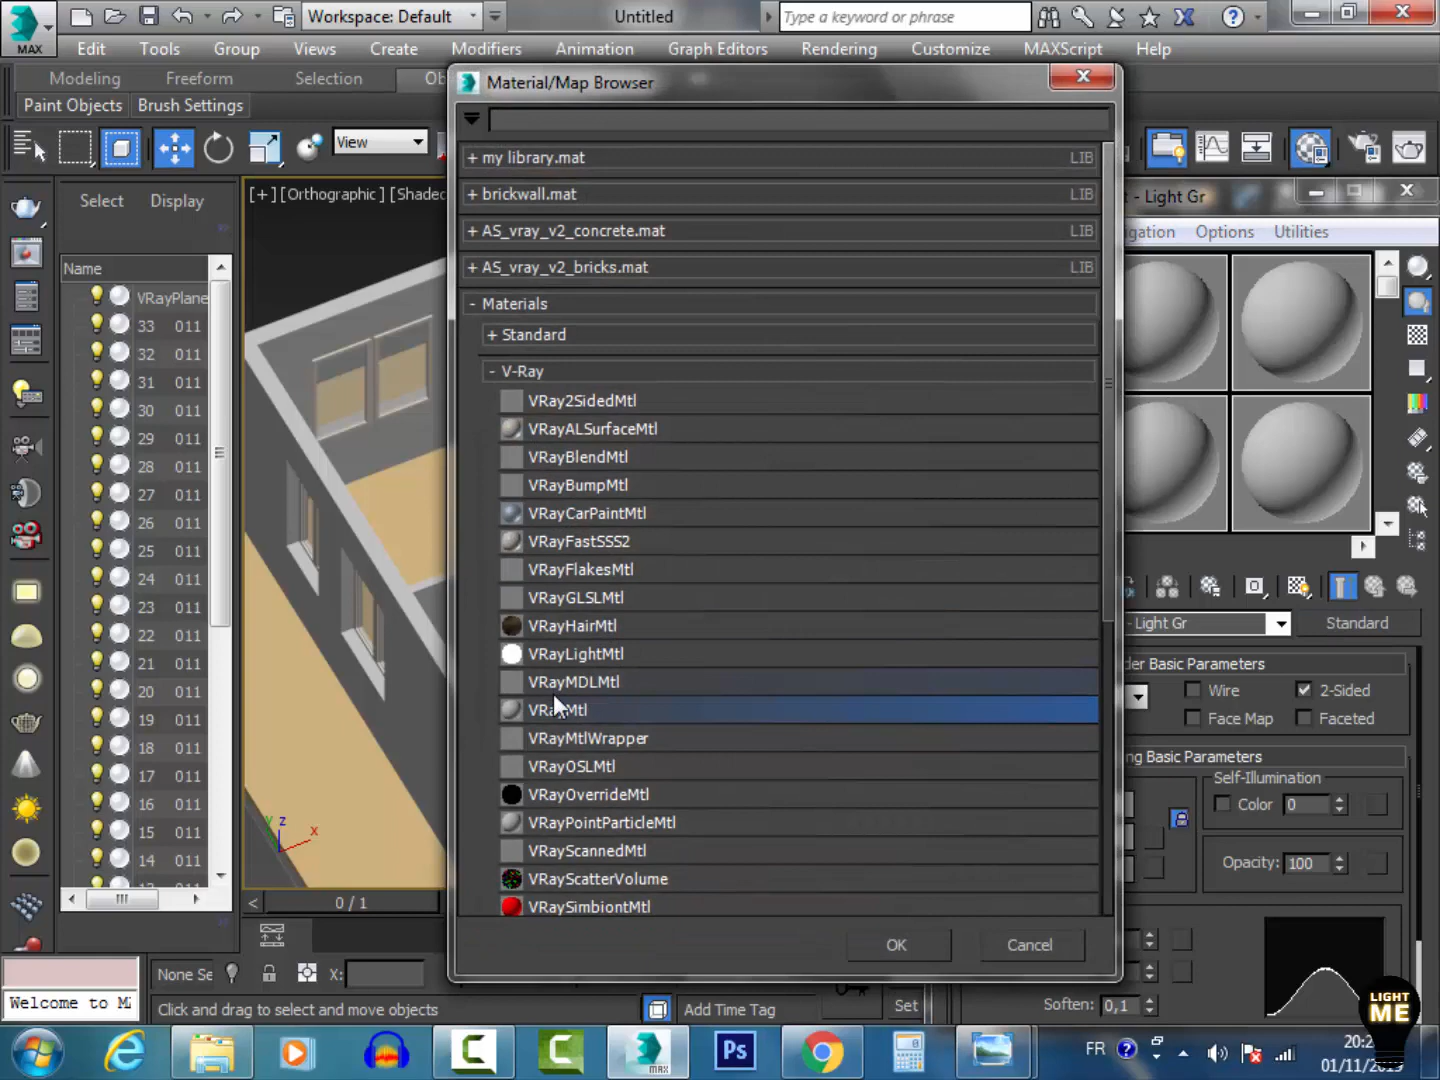 Workspace: Default
Untitled
Type a keyword or phrase
MAX
Edit Tools Group Views Create Modifiers Animation Graph Editors Rendering Customize MAXScript Help
Modeling Freeform Selection
Paint Objects Brush Settings
View
Select Display
[+] [Orthographic] [Shaded
Name
VRayPlane
33 011
32 011
31 011
30 011
29 011
28 011
27 011
26 011
25 011
24 011
23 011
22 011
21 011
20 011
19 011
18 011
17 011
16 011
15 011
14 011
Material/Map Browser
+ my library.mat LIB
+ brickwall.mat LIB
+ AS_vray_v2_concrete.mat LIB
+ AS_vray_v2_bricks.mat LIB
- Materials
+ Standard
- V-Ray
VRay2SidedMtl
VRayALSurfaceMtl
VRayBlendMtl
VRayBumpMtl
VRayCarPaintMtl
VRayFastSSS2
VRayFlakesMtl
VRayGLSLMtl
VRayHairMtl
VRayLightMtl
VRayMDLMtl
VRayMtl
VRayMtlWrapper
VRayOSLMtl
VRayOverrideMtl
VRayPointParticleMtl
VRayScannedMtl
VRayScatterVolume
VRaySimbiontMtl
OK Cancel
- Light Gr
Options Utilities
- Light Gr Standard
der Basic Parameters
Wire 2-Sided
Face Map Faceted
ng Basic Parameters
Self-Illumination
Color 0
Opacity: 100
Soften: 0,1
z
x
y
< 0 / 1
None Se X:
Welcome to M
Click and drag to select and move objects
Add Time Tag
Set
LIGHT
ME
MAX
Ps
FR
20:2
01/11/20